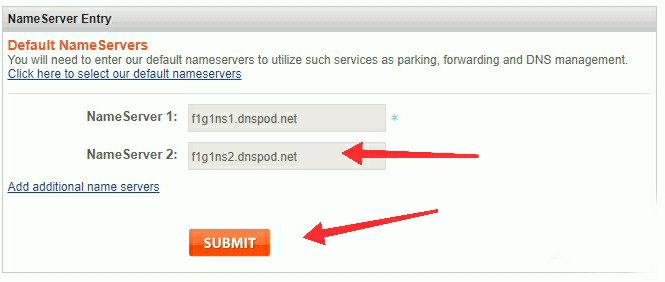 NameServer Entry
Default NameServers
You will need to enter our default nameservers to utilize such services as parking, forwarding and DNS management.
Click here to select our default nameservers
NameServer 1: f1g1ns1.dnspod.net *
NameServer 2: f1g1ns2.dnspod.net
Add additional name servers
SUBMIT